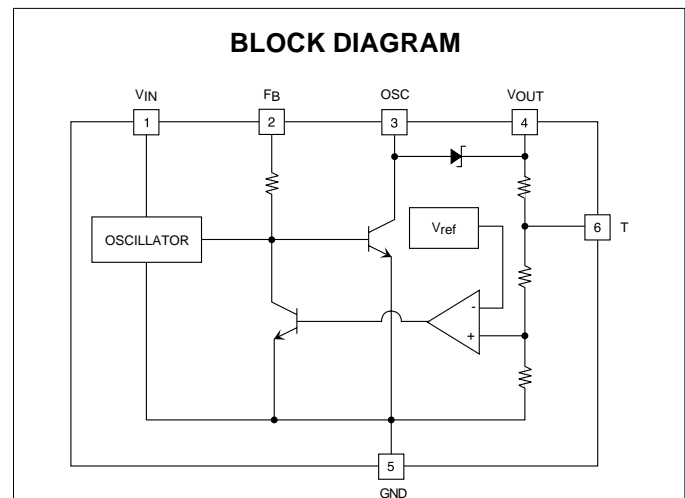 BLOCK DIAGRAM
VIN FB OSC VOUT
1 2 3 4
OSCILLATOR
Vref
6 T
-
+
5
GND